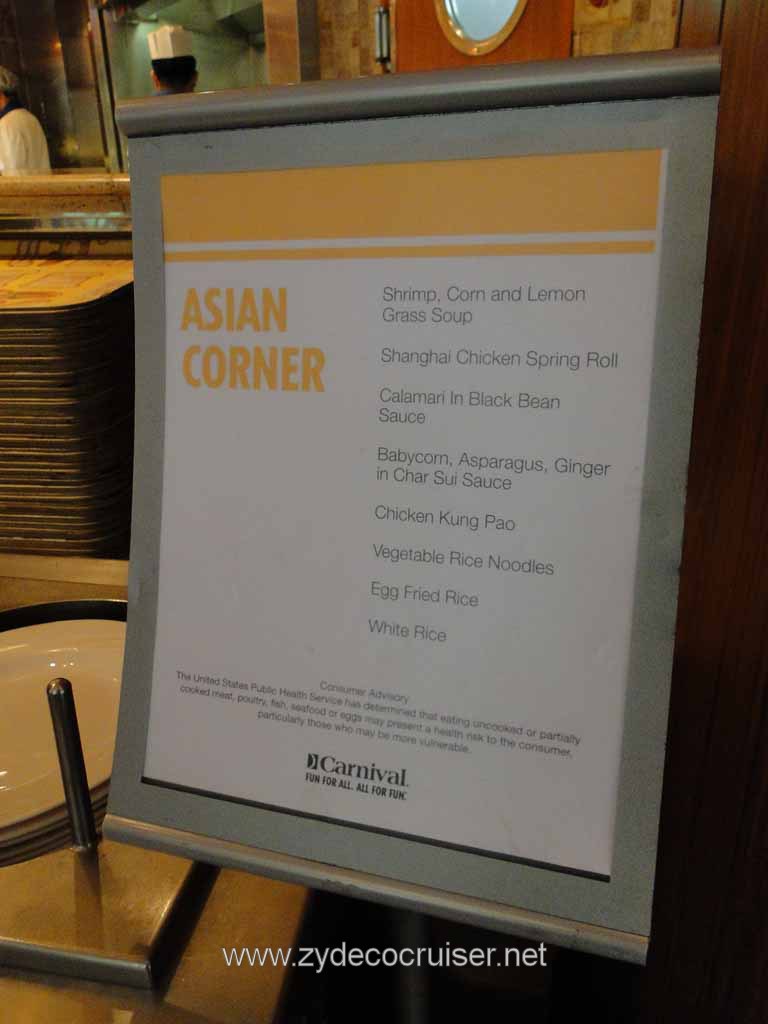 ASIAN
CORNER
Shrimp, Corn and Lemon
Grass Soup
Shanghai Chicken Spring Roll
Calamari In Black Bean
Sauce
Babycorn, Asparagus, Ginger
in Char Sui Sauce
Chicken Kung Pao
Vegetable Rice Noodles
Egg Fried Rice
White Rice
Consumer Advisory
The United States Public Health Service has determined that eating uncooked or partially
cooked meat, poultry, fish, seafood or eggs may present a health risk to the consumer,
particularly those who may be more vulnerable.
Carnival.
FUN FOR ALL. ALL FOR FUN.
www.zydecocruiser.net